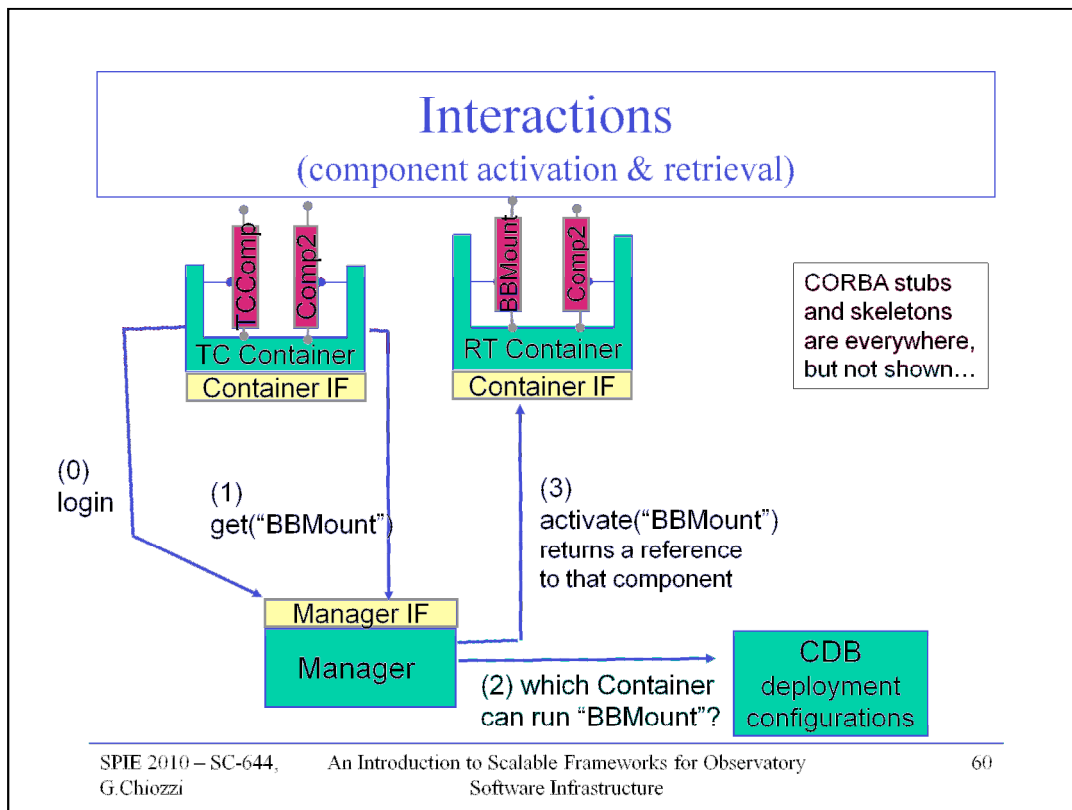 Interactions
(component activation & retrieval)
TCComp
Comp2
BBMount
Comp2
TC Container
Container IF
RT Container
Container IF
CORBA stubs
and skeletons
are everywhere,
but not shown…
(0)
login
(1)
get(“BBMount”)
(3)
activate(“BBMount”)
returns a reference
to that component
Manager IF
Manager
(2) which Container
can run “BBMount”?
CDB
deployment
configurations
SPIE 2010 – SC-644,
G.Chiozzi
An Introduction to Scalable Frameworks for Observatory
Software Infrastructure
60